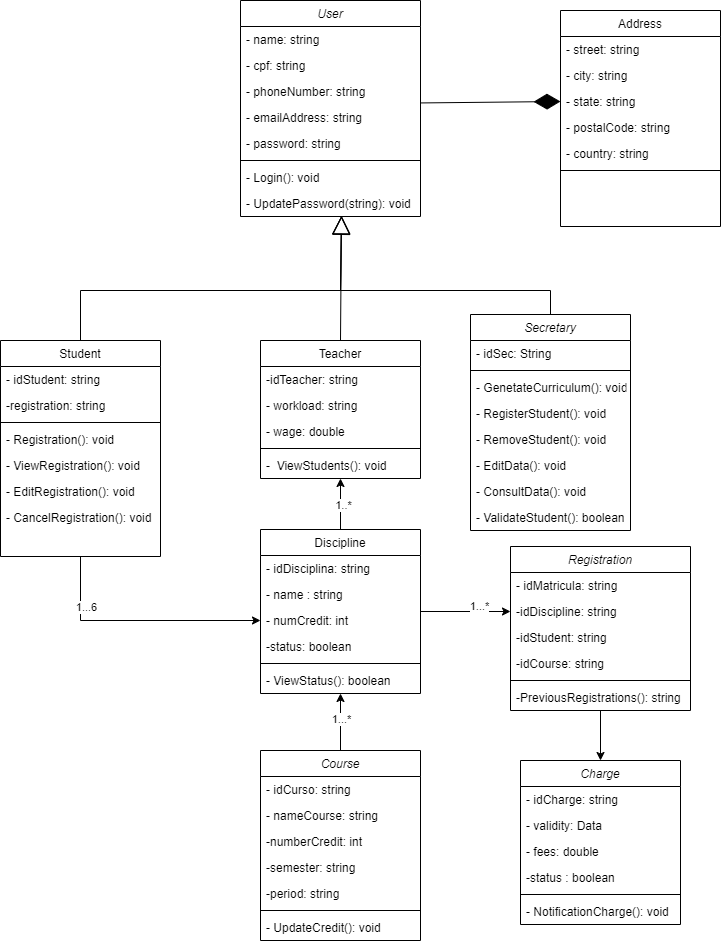 User
- name: string
- cpf: string
- phoneNumber: string
- emailAddress: string
- password: string
- Login(): void
- UpdatePassword(string): void
Address
- street: string
- city: string
- state: string
- postalCode: string
- country: string
Student
- idStudent: string
-registration: string
- Registration(): void
- ViewRegistration(): void
- EditRegistration(): void
- CancelRegistration(): void
Teacher
-idTeacher: string
- workload: string
- wage: double
- ViewStudents(): void
Secretary
- idSec: String
- GenetateCurriculum(): void
- RegisterStudent(): void
- RemoveStudent(): void
- EditData(): void
- ConsultData(): void
- ValidateStudent(): boolean
1..*
Discipline
- idDisciplina: string
- name : string
- numCredit: int
-status: boolean
- ViewStatus(): boolean
1...6
1...*
Registration
- idMatricula: string
-idDiscipline: string
-idStudent: string
-idCourse: string
-PreviousRegistrations(): string
1...*
Course
- idCurso: string
- nameCourse: string
-numberCredit: int
-semester: string
-period: string
- UpdateCredit(): void
Charge
- idCharge: string
- validity: Data
- fees: double
-status : boolean
- NotificationCharge(): void